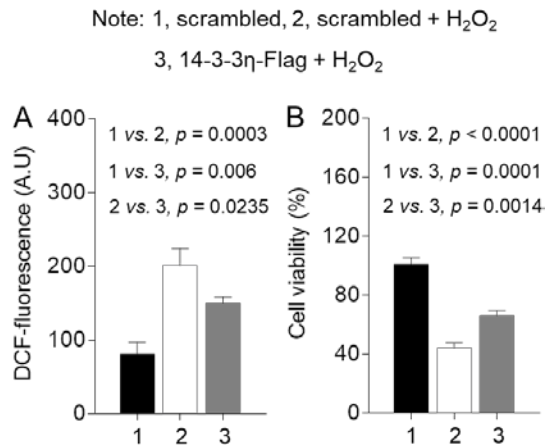 Note: 1, scrambled, 2, scrambled + H₂O₂
3, 14-3-3η-Flag + H₂O₂
A
DCF-fluorescence (A.U)
400
300
200
100
0
1 vs. 2, p = 0.0003
1 vs. 3, p = 0.006
2 vs. 3, p = 0.0235
1 2 3
B
Cell viability (%)
200
160
120
80
40
0
1 vs. 2, p < 0.0001
1 vs. 3, p = 0.0001
2 vs. 3, p = 0.0014
1 2 3